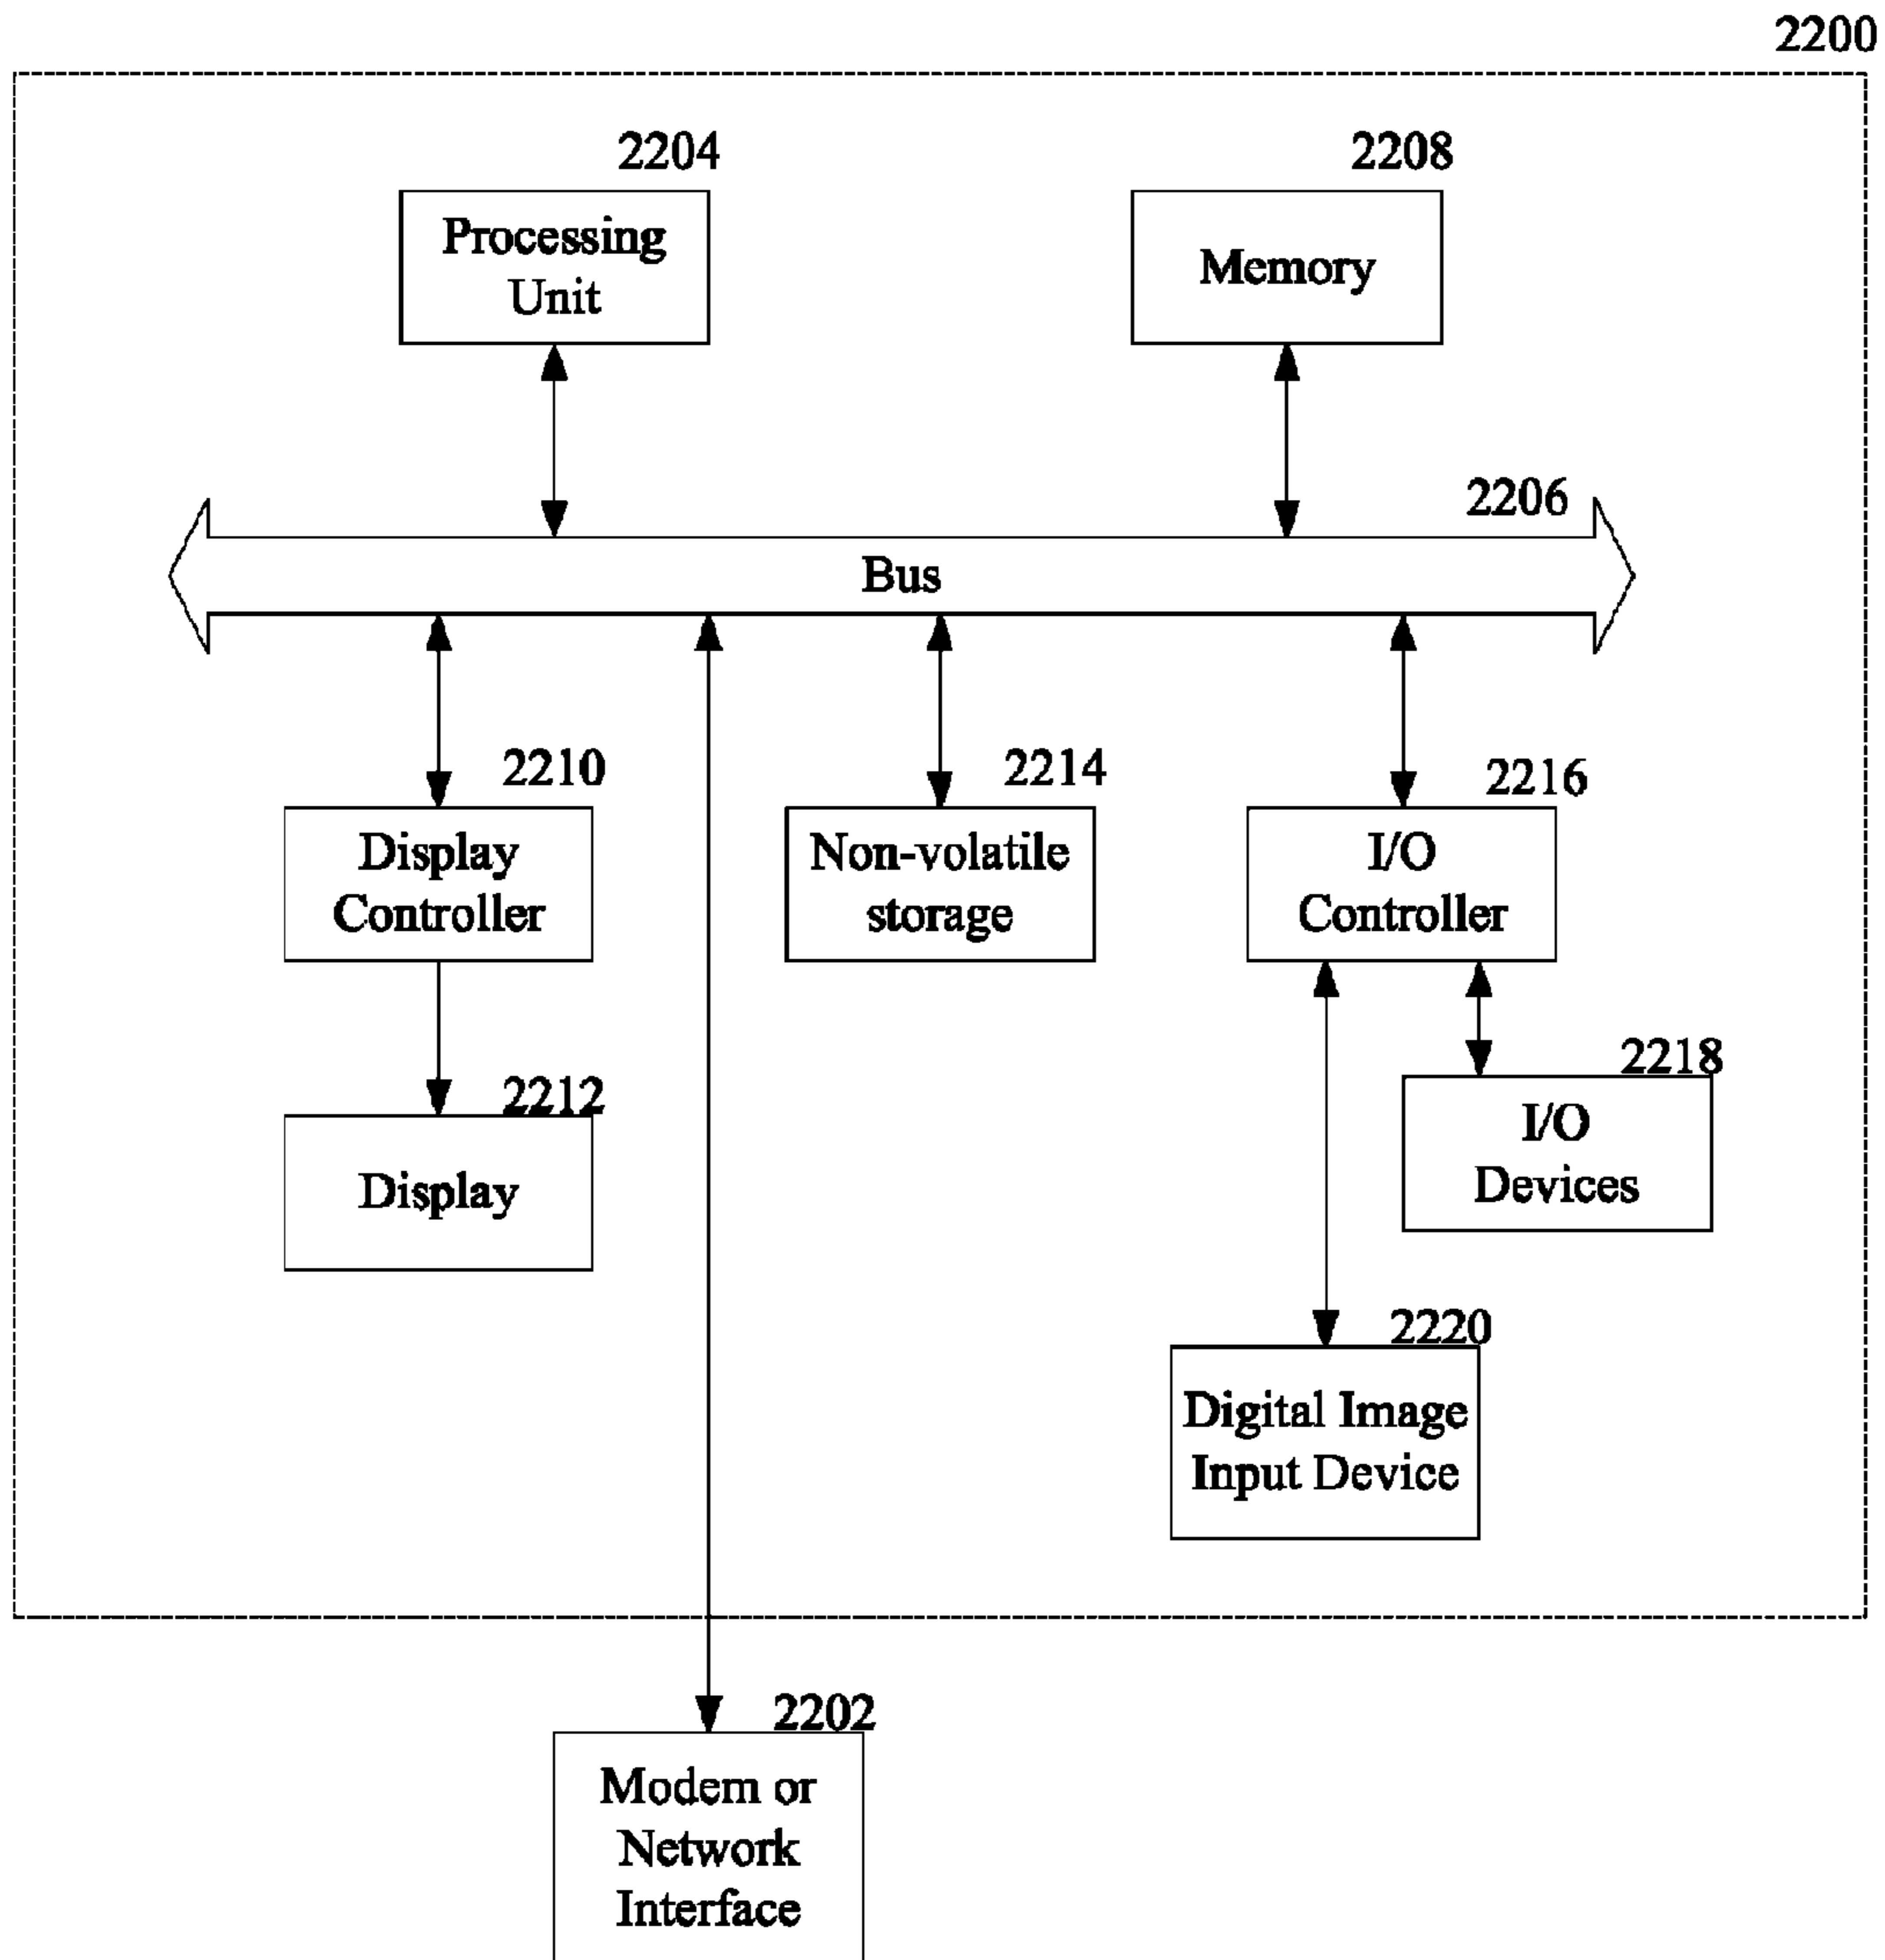 2200
2204
Processing
Unit
2208
Memory
2206
Bus
2210
Display
Controller
2214
Non-volatile
storage
2216
I/O
Controller
2212
Display
2218
I/O
Devices
2220
Digital Image
Input Device
2202
Modem or
Network
Interface